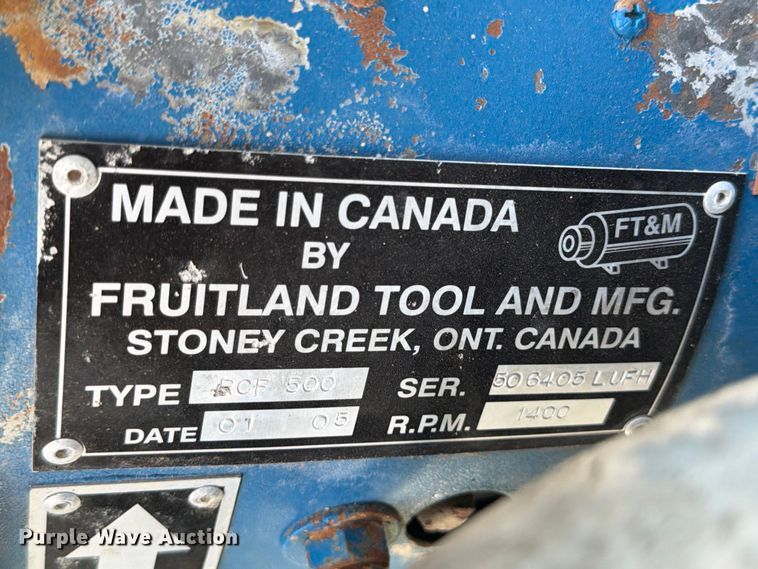 MADE IN CANADA
FT&M
BY
FRUITLAND TOOL AND MFG.
STONEY CREEK, ONT. CANADA
TYPE RCF 500 SER. 506405 LUFH
DATE 01 05 R.P.M. 1400
Purple Wave Auction